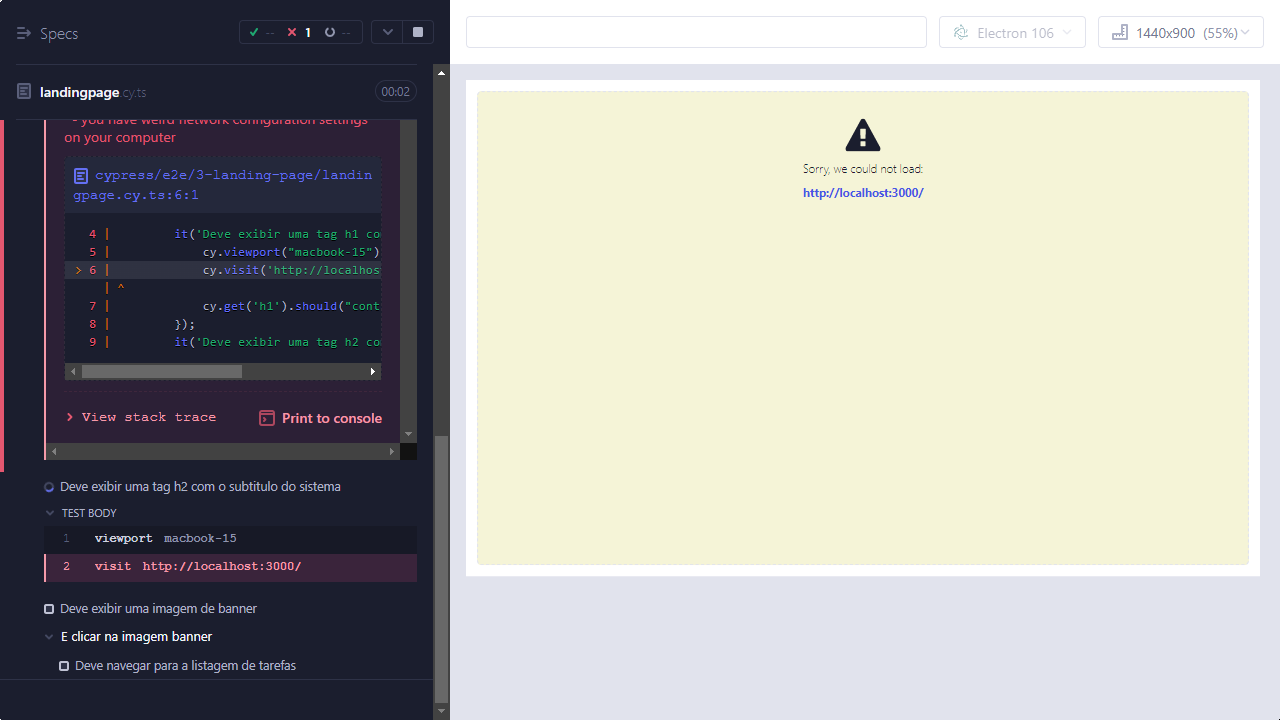 Specs
-- 1 --
Electron 106
1440x900 (55%)
landingpage.cy.ts
00:02
- you have weird network configuration settings
on your computer
cypress/e2e/3-landing-page/landin
gpage.cy.ts:6:1
4 | it('Deve exibir uma tag h1 co
5 | cy.viewport("macbook-15")
> 6 | cy.visit('http://localhos
| ^
7 | cy.get('h1').should("cont
8 | });
9 | it('Deve exibir uma tag h2 co
View stack trace
Print to console
Deve exibir uma tag h2 com o subtitulo do sistema
TEST BODY
1 viewport macbook-15
2 visit http://localhost:3000/
Deve exibir uma imagem de banner
E clicar na imagem banner
Deve navegar para a listagem de tarefas
Sorry, we could not load:
http://localhost:3000/